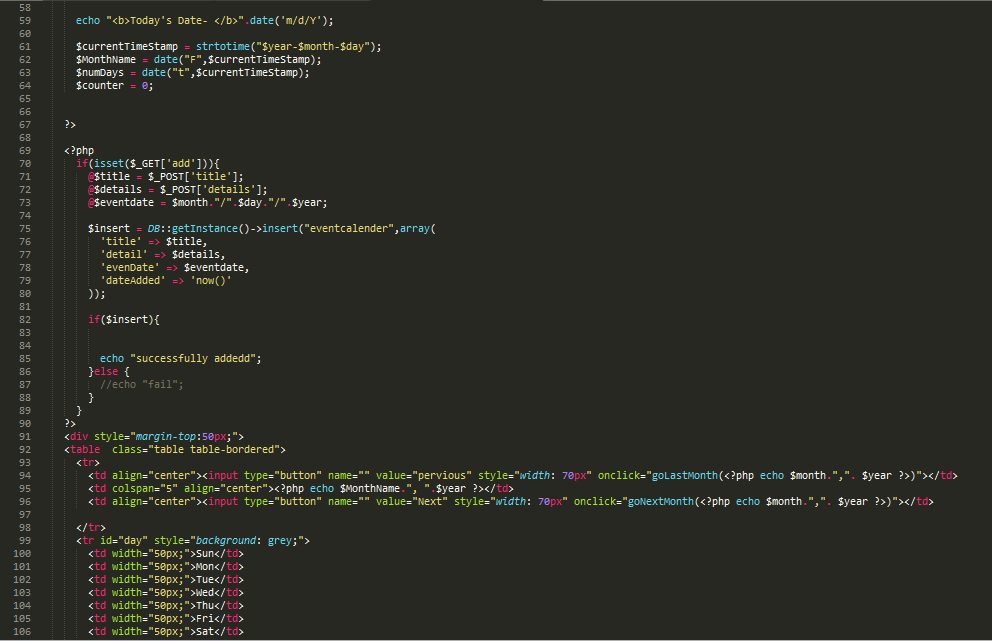 58
59 echo "<b>Today's Date- </b>".date('m/d/Y');
60
61 $currentTimeStamp = strtotime("$year-$month-$day");
62 $MonthName = date("F",$currentTimeStamp);
63 $numDays = date("t",$currentTimeStamp);
64 $counter = 0;
65
66
67 ?>
68
69 <?php
70 if(isset($_GET['add'])){
71 @$title = $_POST['title'];
72 @$details = $_POST['details'];
73 @$eventdate = $month."/".$day."/".$year;
74
75 $insert = DB::getInstance()->insert("eventcalender",array(
76 'title' => $title,
77 'detail' => $details,
78 'evenDate' => $eventdate,
79 'dateAdded' => 'now()'
80 ));
81
82 if($insert){
83
84
85 echo "successfully addedd";
86 }else {
87 //echo "fail";
88 }
89 }
90 ?>
91 <div style="margin-top:50px;">
92 <table  class="table table-bordered">
93 <tr>
94 <td align="center"><input type="button" name="" value="pervious" style="width: 70px" onclick="goLastMonth(<?php echo $month.",". $year ?>)"></td>
95 <td colspan="5" align="center"><?php echo $MonthName.", ".$year ?></td>
96 <td align="center"><input type="button" name="" value="Next" style="width: 70px" onclick="goNextMonth(<?php echo $month.",". $year ?>)"></td>
97
98 </tr>
99 <tr id="day" style="background: grey;">
100 <td width="50px;">Sun</td>
101 <td width="50px;">Mon</td>
102 <td width="50px;">Tue</td>
103 <td width="50px;">Wed</td>
104 <td width="50px;">Thu</td>
105 <td width="50px;">Fri</td>
106 <td width="50px;">Sat</td>